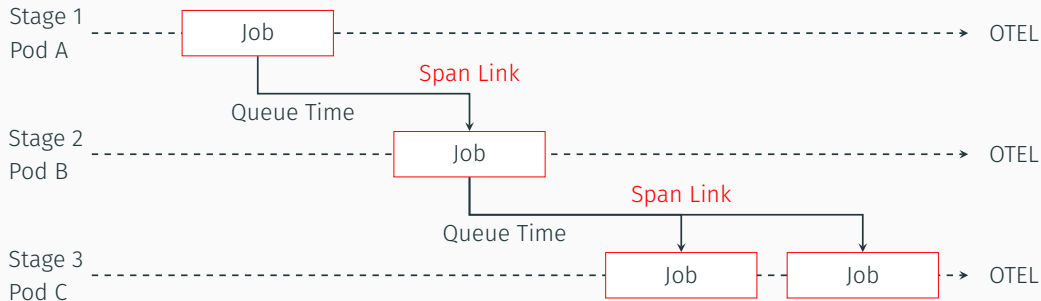 Stage 1
Pod A
Job
OTEL
Span Link
Queue Time
Stage 2
Pod B
Job
OTEL
Span Link
Queue Time
Stage 3
Pod C
Job
Job
OTEL